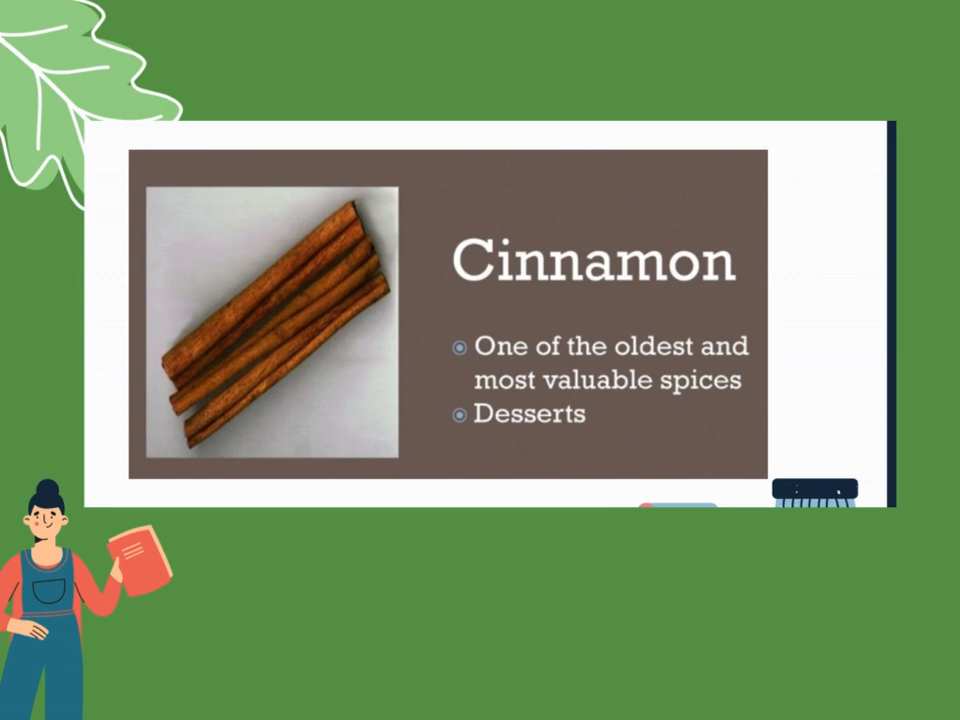 Cinnamon
One of the oldest and
most valuable spices
Desserts